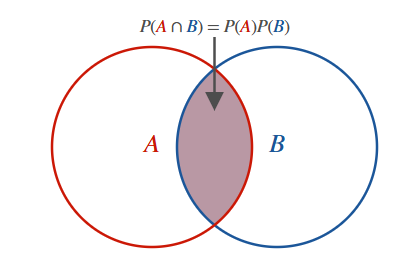 P(A ∩ B) = P(A)P(B)
A B